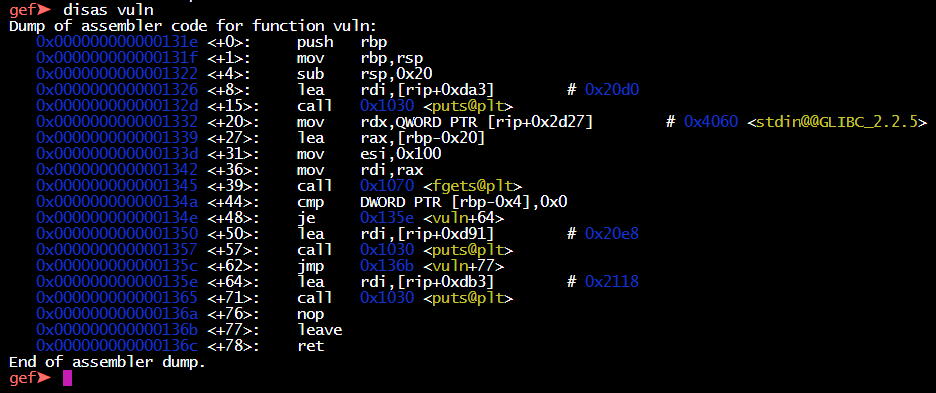 gef➤ disas vuln
Dump of assembler code for function vuln:
0x000000000000131e <+0>: push rbp
0x000000000000131f <+1>: mov rbp,rsp
0x0000000000001322 <+4>: sub rsp,0x20
0x0000000000001326 <+8>: lea rdi,[rip+0xda3] # 0x20d0
0x000000000000132d <+15>: call 0x1030 <puts@plt>
0x0000000000001332 <+20>: mov rdx,QWORD PTR [rip+0x2d27] # 0x4060 <stdin@@GLIBC_2.2.5>
0x0000000000001339 <+27>: lea rax,[rbp-0x20]
0x000000000000133d <+31>: mov esi,0x100
0x0000000000001342 <+36>: mov rdi,rax
0x0000000000001345 <+39>: call 0x1070 <fgets@plt>
0x000000000000134a <+44>: cmp DWORD PTR [rbp-0x4],0x0
0x000000000000134e <+48>: je 0x135e <vuln+64>
0x0000000000001350 <+50>: lea rdi,[rip+0xd91] # 0x20e8
0x0000000000001357 <+57>: call 0x1030 <puts@plt>
0x000000000000135c <+62>: jmp 0x136b <vuln+77>
0x000000000000135e <+64>: lea rdi,[rip+0xdb3] # 0x2118
0x0000000000001365 <+71>: call 0x1030 <puts@plt>
0x000000000000136a <+76>: nop
0x000000000000136b <+77>: leave
0x000000000000136c <+78>: ret
End of assembler dump.
gef➤